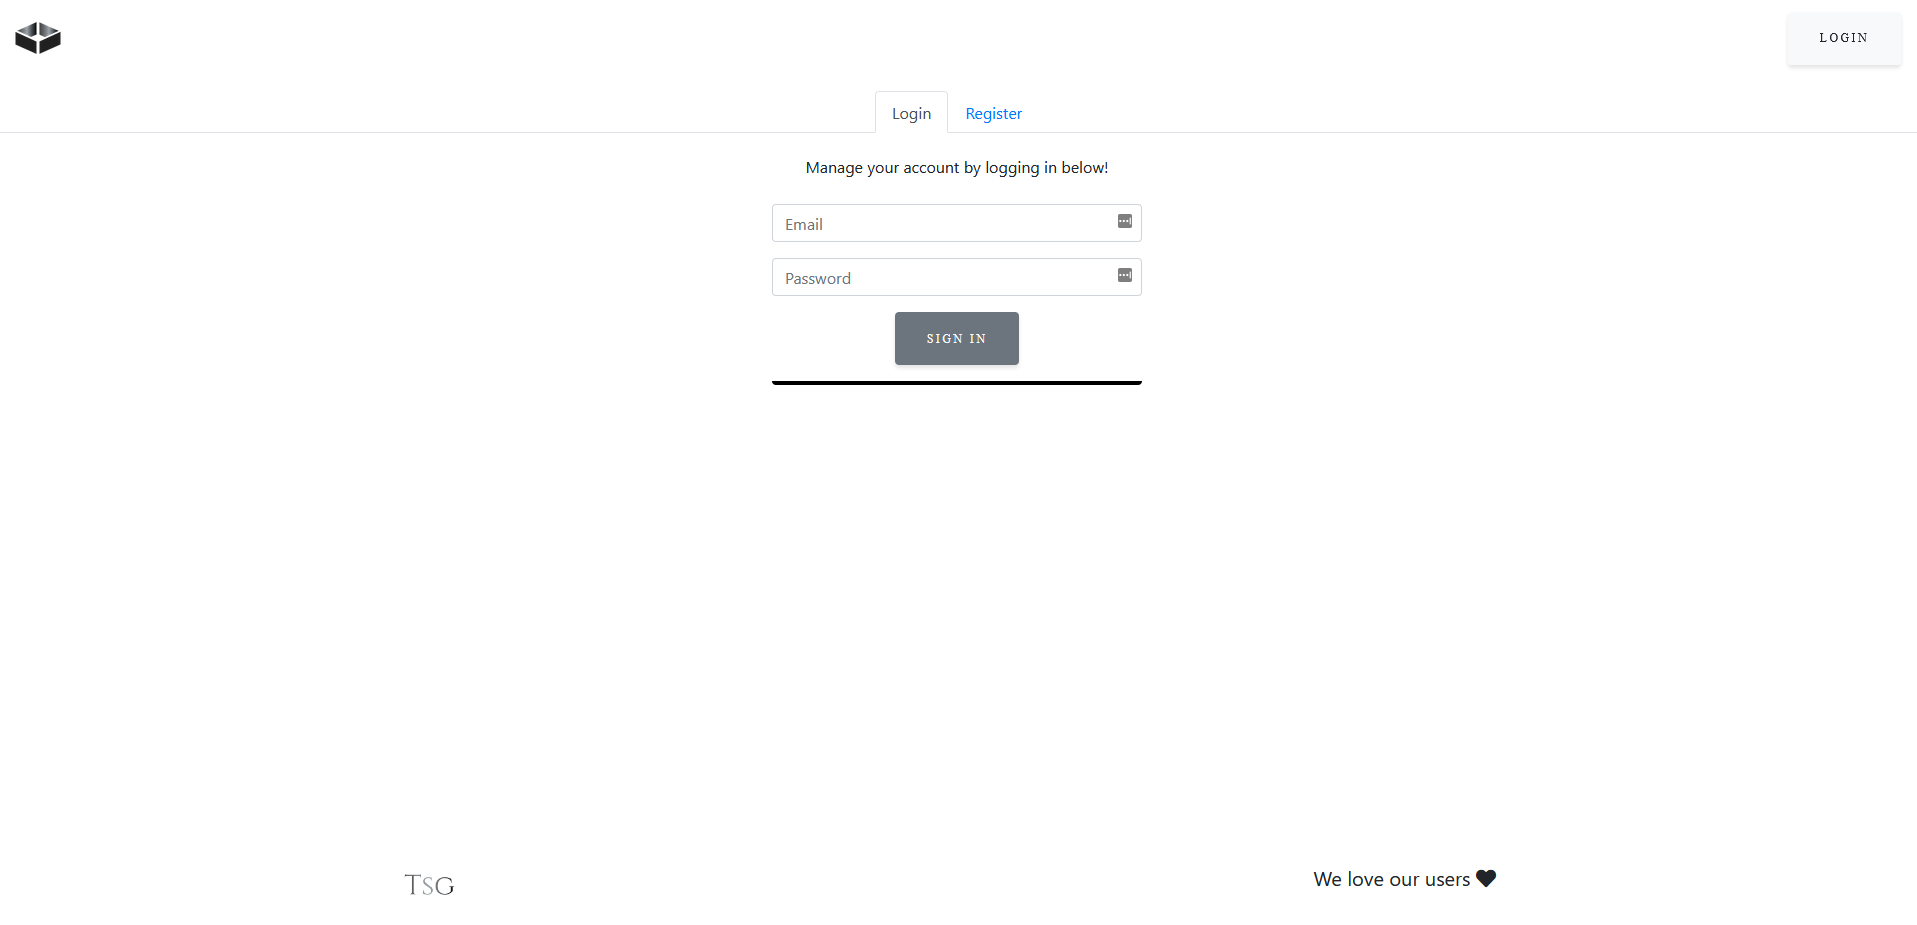 LOGIN
Login Register
Manage your account by logging in below!
Email
Password
SIGN IN
TSG We love our users